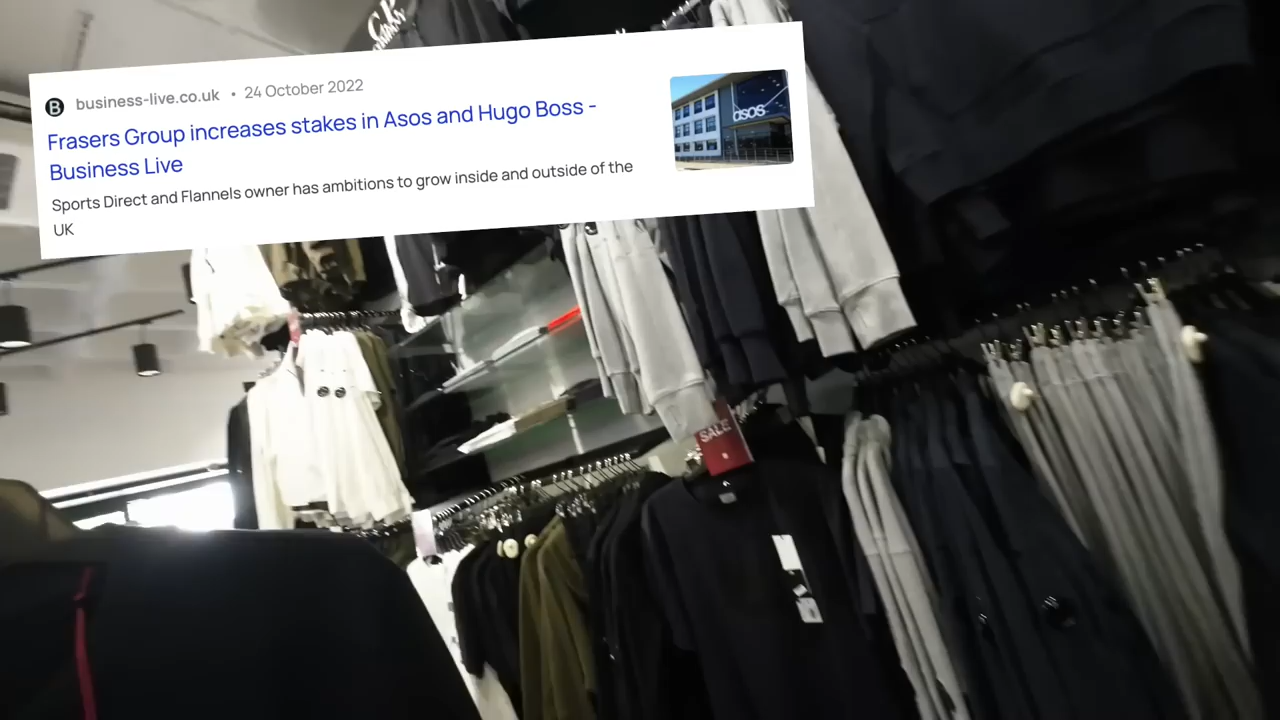 C.P.
COMPANY
business-live.co.uk • 24 October 2022
Frasers Group increases stakes in Asos and Hugo Boss -
Business Live
Sports Direct and Flannels owner has ambitions to grow inside and outside of the
UK
asos
SALE